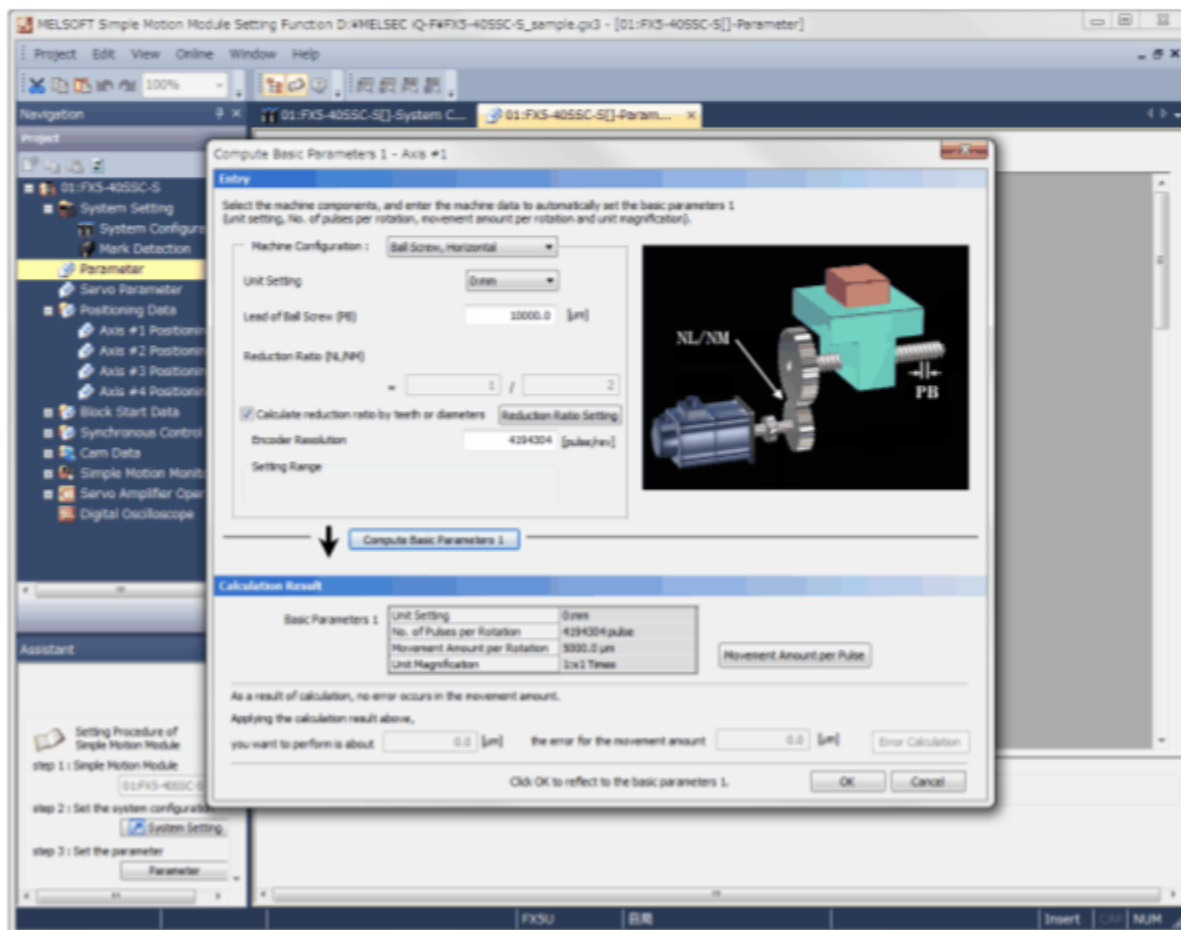 MELSOFT Simple Motion Module Setting Function D:¥MELSEC iQ-F¥FX5-40SSC-S_sample.gx3 - [01:FX5-40SSC-S[]-Parameter]
Project Edit View Online Window Help
100%
Navigation
01:FX5-40SSC-S[]-System C...
01:FX5-40SSC-S[]-Param...
Project
01:FX5-40SSC-S
System Setting
System Configura
Mark Detection
Parameter
Servo Parameter
Positioning Data
Axis #1 Positionin
Axis #2 Positionin
Axis #3 Positionin
Axis #4 Positionin
Block Start Data
Synchronous Control
Cam Data
Simple Motion Monito
Servo Amplifier Oper
Digital Oscilloscope
Compute Basic Parameters 1 - Axis #1
Entry
Select the machine components, and enter the machine data to automatically set the basic parameters 1
(unit setting, No. of pulses per rotation, movement amount per rotation and unit magnification).
Machine Configuration : Ball Screw, Horizontal
Unit Setting 0:mm
Lead of Ball Screw (PB) 10000.0 [µm]
Reduction Ratio (NL/NM)
= 1 / 2
Calculate reduction ratio by teeth or diameters Reduction Ratio Setting
Encoder Resolution 4194304 [pulse/rev]
Setting Range
NL/NM
PB
Compute Basic Parameters 1
Calculation Result
Basic Parameters 1
Unit Setting 0:mm
No. of Pulses per Rotation 4194304 pulse
Movement Amount per Rotation 5000.0 µm
Unit Magnification 1:x1 Times
Movement Amount per Pulse
As a result of calculation, no error occurs in the movement amount.
Applying the calculation result above,
you want to perform is about 0.0 [µm] the error for the movement amount 0.0 [µm] Error Calculation
Click OK to reflect to the basic parameters 1. OK Cancel
Assistant
Setting Procedure of
Simple Motion Module
step 1 : Simple Motion Module
01:FX5-40SSC-S
step 2 : Set the system configuration
System Setting
step 3 : Set the parameter
Parameter
FX5U
Insert CAP NUM